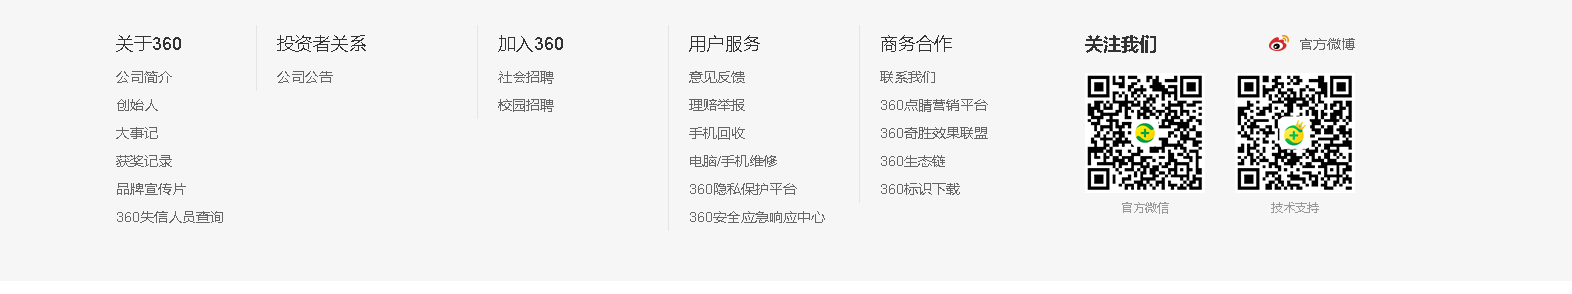 关于360
公司简介
创始人
大事记
获奖记录
品牌宣传片
360失信人员查询
投资者关系
公司公告
加入360
社会招聘
校园招聘
用户服务
意见反馈
理赔举报
手机回收
电脑/手机维修
360隐私保护平台
360安全应急响应中心
商务合作
联系我们
360点睛营销平台
360奇胜效果联盟
360生态链
360标识下载
关注我们
官方微博
官方微信
技术支持